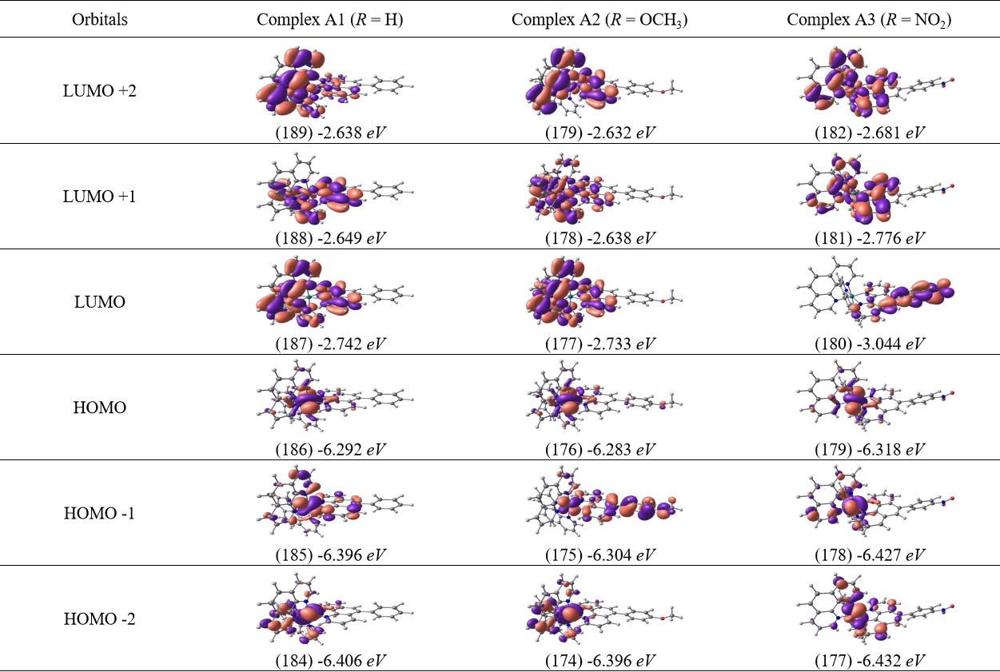 Orbitals Complex A1 (R = H) Complex A2 (R = OCH₃) Complex A3 (R = NO₂)
LUMO +2
(189) -2.638 eV (179) -2.632 eV (182) -2.681 eV
LUMO +1
(188) -2.649 eV (178) -2.638 eV (181) -2.776 eV
LUMO
(187) -2.742 eV (177) -2.733 eV (180) -3.044 eV
HOMO
(186) -6.292 eV (176) -6.283 eV (179) -6.318 eV
HOMO -1
(185) -6.396 eV (175) -6.304 eV (178) -6.427 eV
HOMO -2
(184) -6.406 eV (174) -6.396 eV (177) -6.432 eV